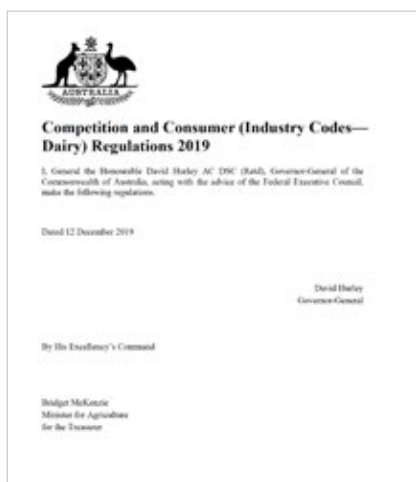 AUSTRALIA
Competition and Consumer (Industry Codes—
Dairy) Regulations 2019
I, General the Honourable David Hurley AC DSC (Retd), Governor-General of the
Commonwealth of Australia, acting with the advice of the Federal Executive Council,
make the following regulations.
Dated 12 December 2019
David Hurley
Governor-General
By His Excellency’s Command
Bridget McKenzie
Minister for Agriculture
for the Treasurer